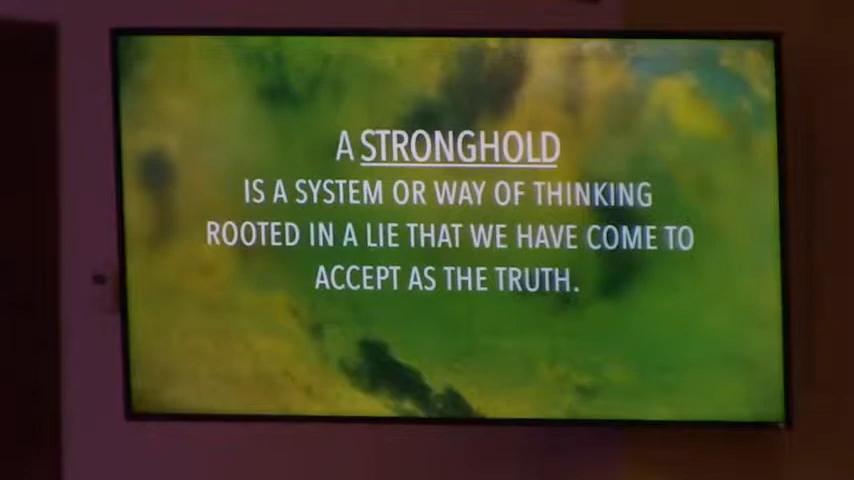 A STRONGHOLD
IS A SYSTEM OR WAY OF THINKING
ROOTED IN A LIE THAT WE HAVE COME TO
ACCEPT AS THE TRUTH.